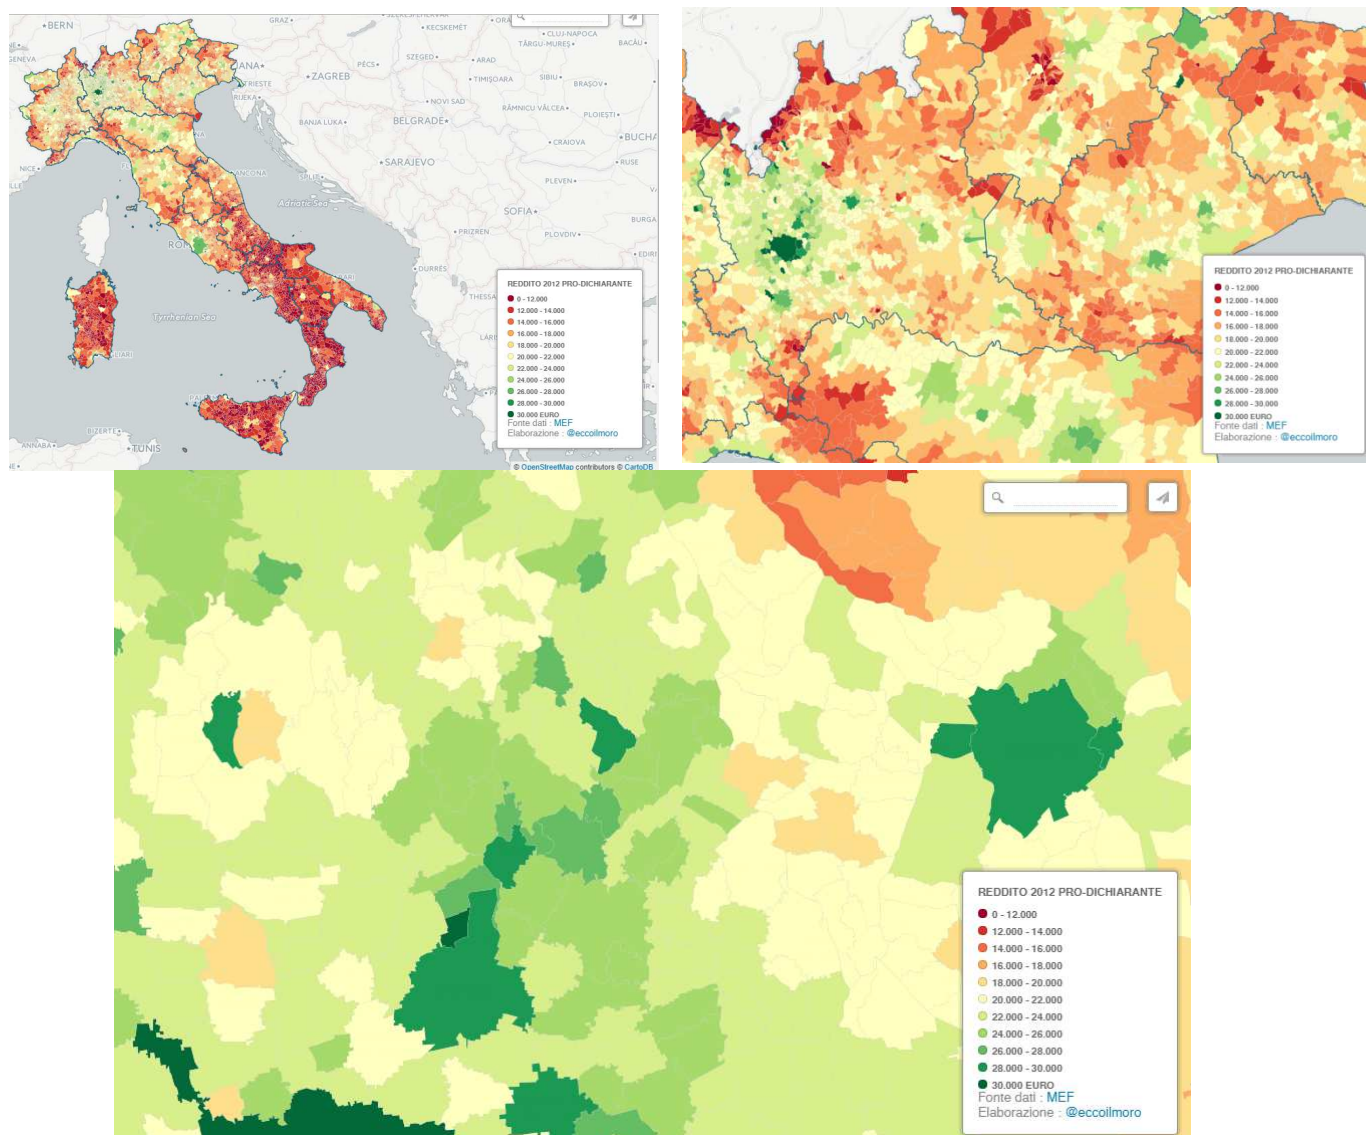 BERN
GRAZ
KECSKEMÉT
CLUJ-NAPOCA
TÂRGU-MUREȘ
BACĂU
GENEVA
PÉCS
SZEGED
ARAD
ZAGREB
TIMIȘOARA
SIBIU
BRAȘOV
TRIESTE
RIJEKA
NOVI SAD
RÂMNICU VÂLCEA
PLOIEȘTI
BANJA LUKA
BELGRADE
CRAIOVA
SARAJEVO
RUSE
NICE
ANCONA
SPLIT
PLEVEN
Adriatic Sea
SOFIA
BURGA
PRIZREN
PLOVDIV
EDIRI
DURRËS
THESSA
Tyrrhenian Sea
BIZERTE
ANNABA
TUNIS
REDDITO 2012 PRO-DICHIARANTE
0 - 12.000
12.000 - 14.000
14.000 - 16.000
16.000 - 18.000
18.000 - 20.000
20.000 - 22.000
22.000 - 24.000
24.000 - 26.000
26.000 - 28.000
28.000 - 30.000
30.000 EURO
Fonte dati : MEF
Elaborazione : @eccoilmoro
© OpenStreetMap contributors © CartoDB
REDDITO 2012 PRO-DICHIARANTE
0 - 12.000
12.000 - 14.000
14.000 - 16.000
16.000 - 18.000
18.000 - 20.000
20.000 - 22.000
22.000 - 24.000
24.000 - 26.000
26.000 - 28.000
28.000 - 30.000
30.000 EURO
Fonte dati : MEF
Elaborazione : @eccoilmoro
REDDITO 2012 PRO-DICHIARANTE
0 - 12.000
12.000 - 14.000
14.000 - 16.000
16.000 - 18.000
18.000 - 20.000
20.000 - 22.000
22.000 - 24.000
24.000 - 26.000
26.000 - 28.000
28.000 - 30.000
30.000 EURO
Fonte dati : MEF
Elaborazione : @eccoilmoro